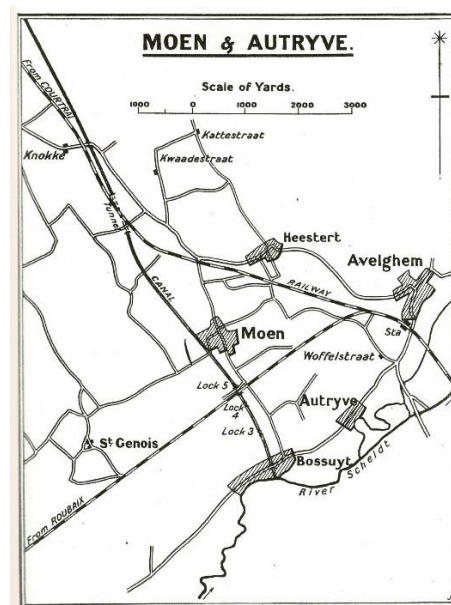 MOEN & AUTRYVE.
Scale of Yards.
1000 0 1000 2000 3000
From COURTRAI
Kattestraat
Knokke
Kwaadestraat
Tunnel
Heestert
Avelghem
CANAL
RAILWAY
Moen
Sta
Woffelstraat
Lock 5
Lock 4
Autryve
Lock 3
St Genois
Bossuyt
River Scheldt
From ROUBAIX